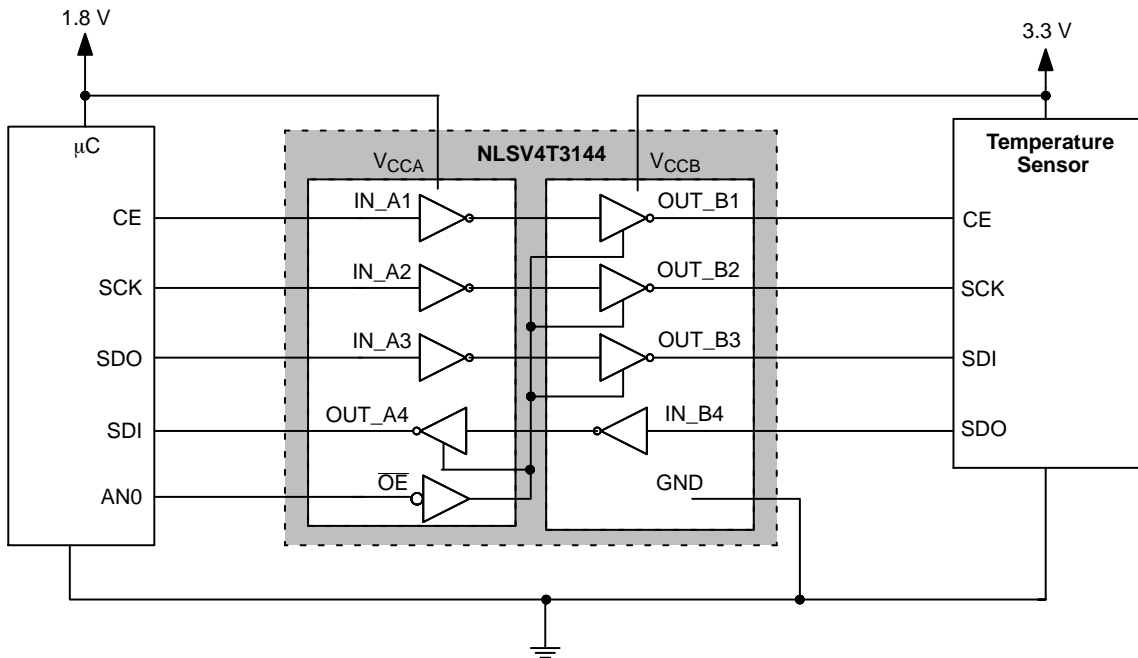 1.8 V
3.3 V
μC
NLSV4T3144
VCCA
VCCB
Temperature
Sensor
CE
IN_A1
OUT_B1
CE
SCK
IN_A2
OUT_B2
SCK
SDO
IN_A3
OUT_B3
SDI
SDI
OUT_A4
IN_B4
SDO
AN0
O̅E̅
GND